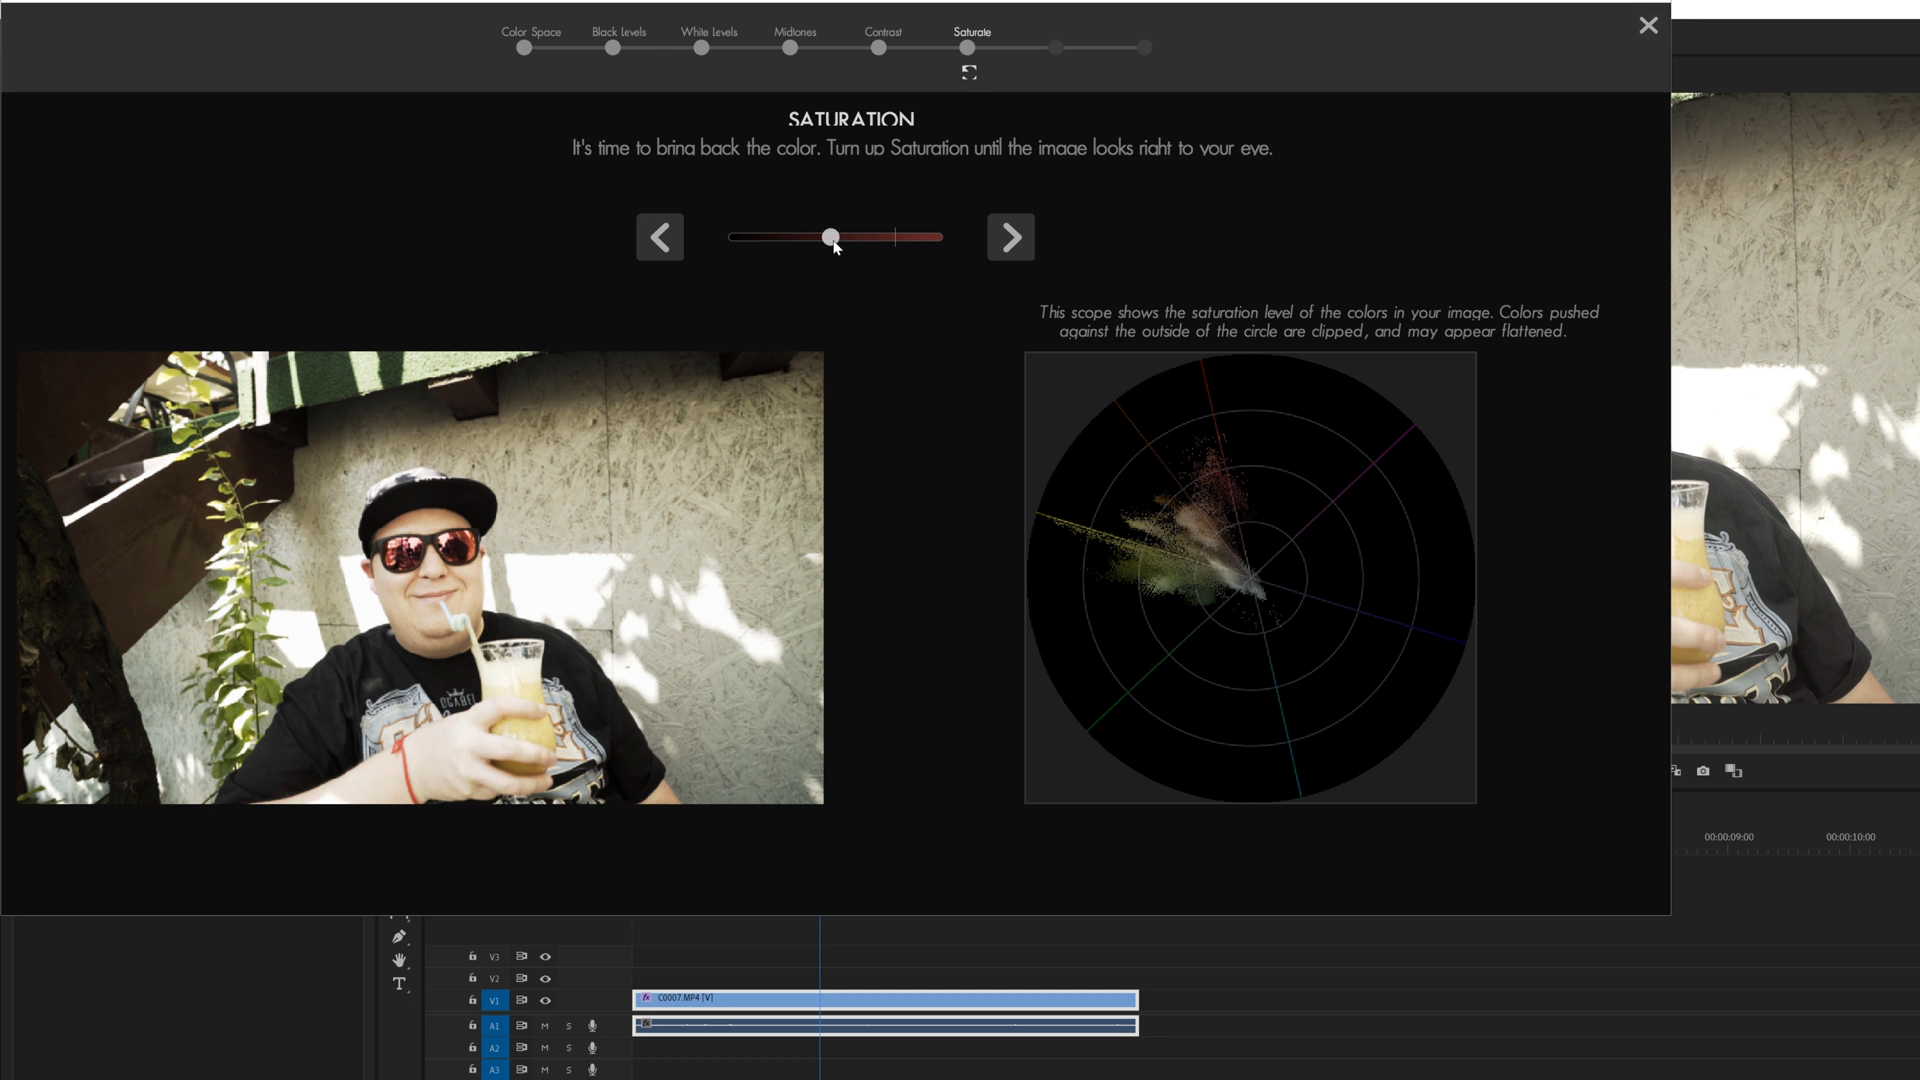 Color Space
Black Levels
White Levels
Midtones
Contrast
Saturate
SATURATION
It's time to bring back the color. Turn up Saturation until the image looks right to your eye.
This scope shows the saturation level of the colors in your image. Colors pushed
against the outside of the circle are clipped, and may appear flattened.
00:00:09:00
00:00:10:00
V3
V2
V1
fx C0007.MP4 [V]
A1 M S
A2 M S
A3 M S